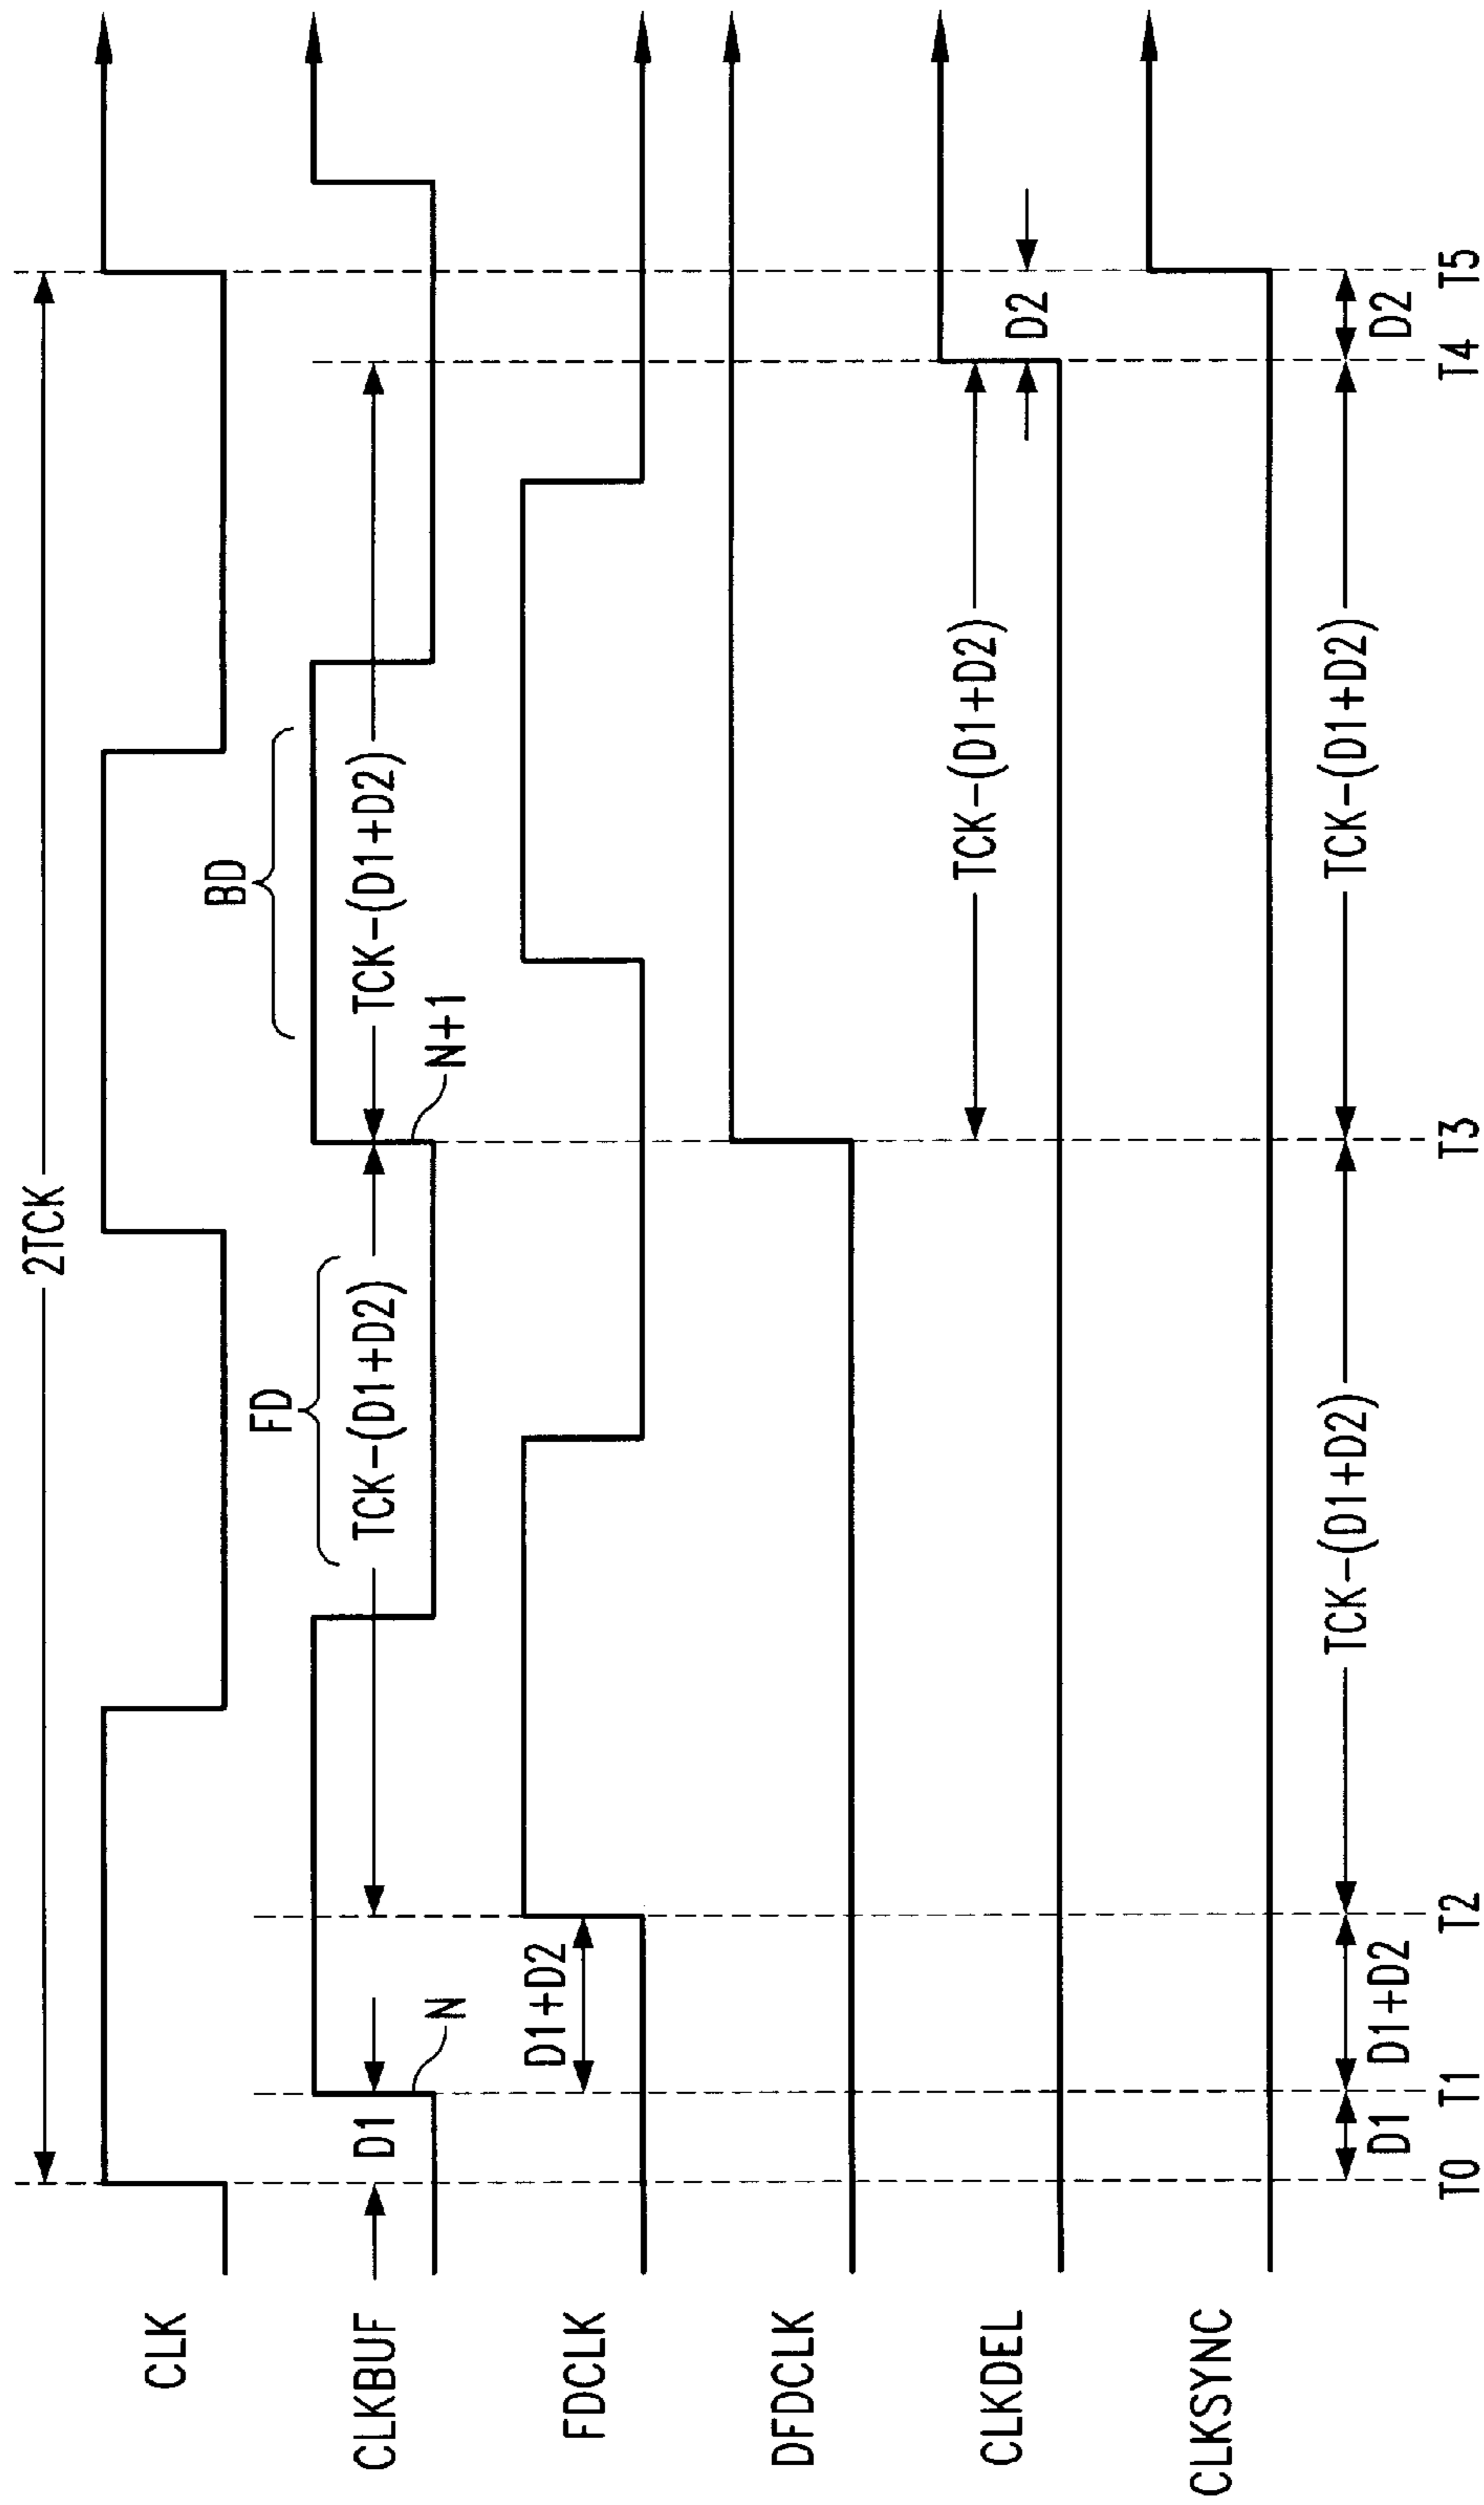 2TCK
CLK
BD
FD
CLKBUF
D1
TCK-(D1+D2)
TCK-(D1+D2)
N
N+1
FDCLK
D1+D2
DFDCLK
CLKDEL
TCK-(D1+D2)
D2
CLKSYNC
D1
D1+D2
TCK-(D1+D2)
TCK-(D1+D2)
D2
T0
T1
T2
T3
T4
T5